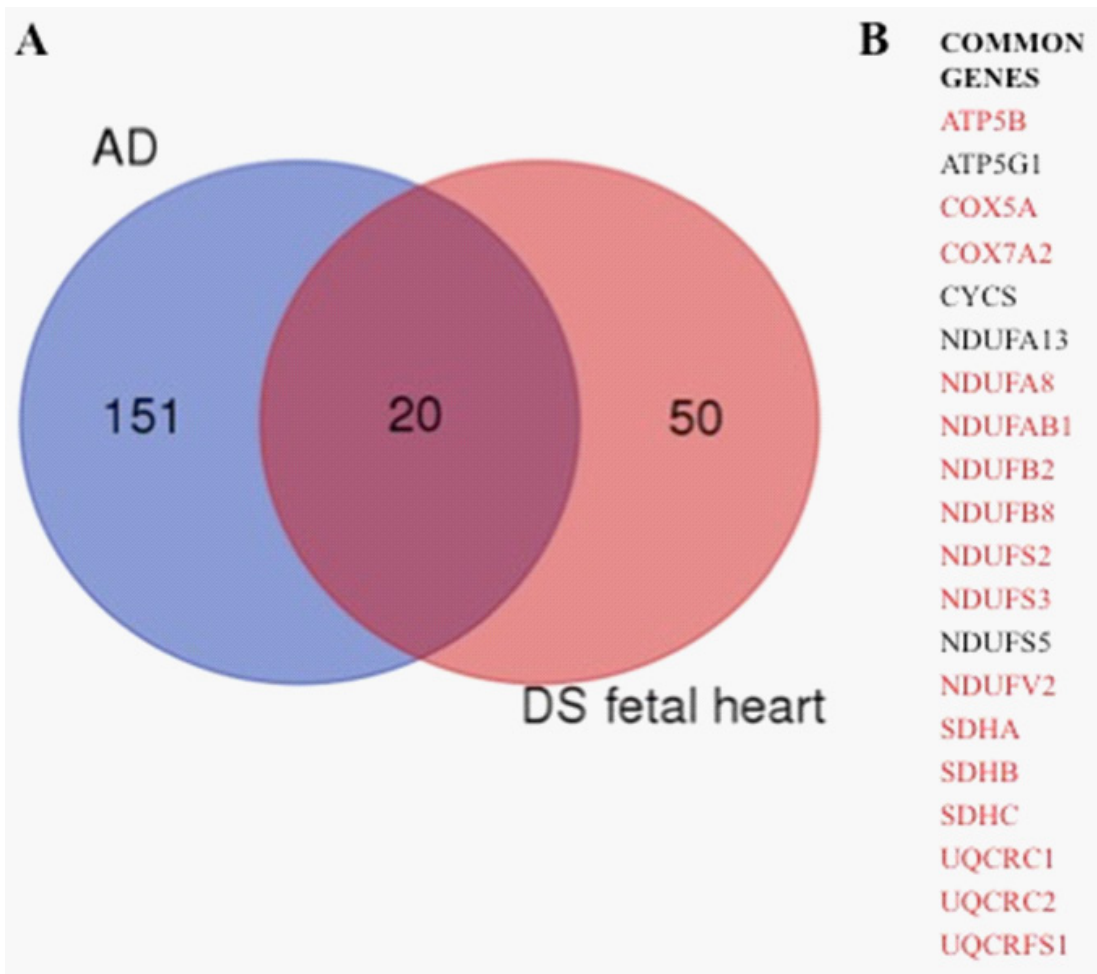 A
AD
151
20
50
DS fetal heart
B
COMMON
GENES
ATP5B
ATP5G1
COX5A
COX7A2
CYCS
NDUFA13
NDUFA8
NDUFAB1
NDUFB2
NDUFB8
NDUFS2
NDUFS3
NDUFS5
NDUFV2
SDHA
SDHB
SDHC
UQCRC1
UQCRC2
UQCRFS1